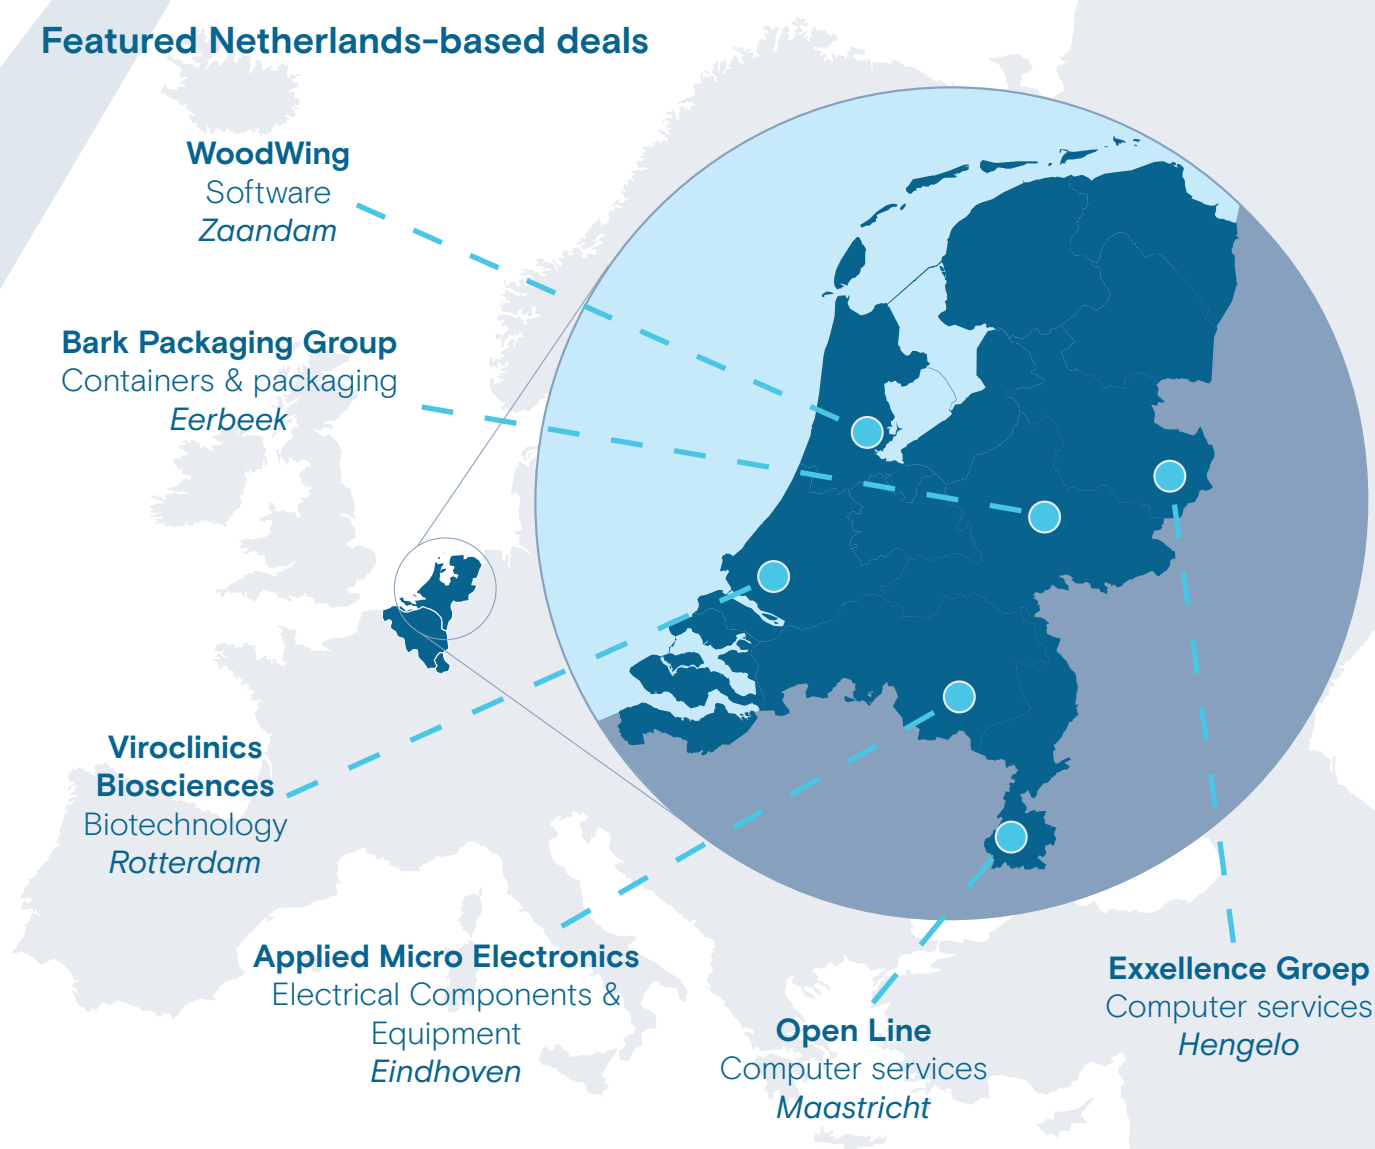 Featured Netherlands-based deals
WoodWing
Software
Zaandam
Bark Packaging Group
Containers & packaging
Eerbeek
Viroclinics
Biosciences
Biotechnology
Rotterdam
Applied Micro Electronics
Electrical Components &
Equipment
Eindhoven
Open Line
Computer services
Maastricht
Exxellence Groep
Computer services
Hengelo